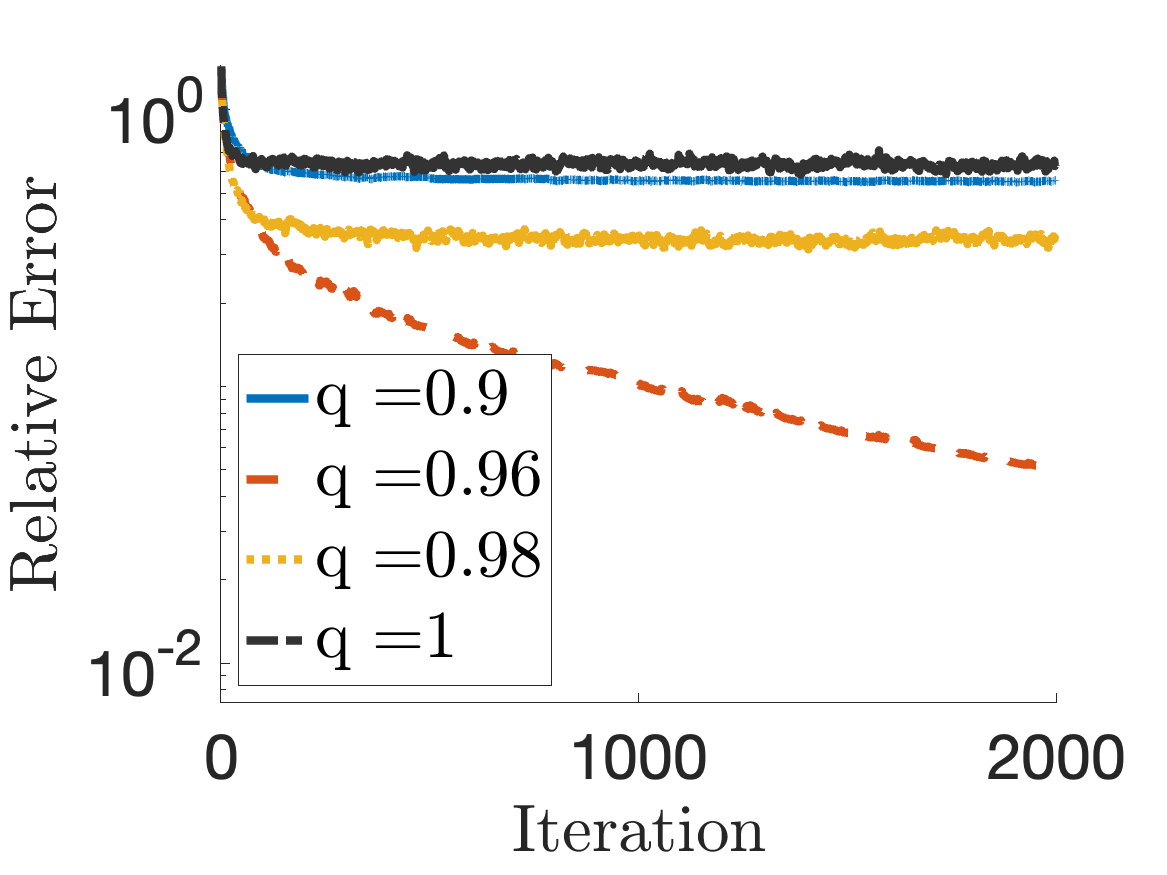 Relative Error
10^0
10^-2
q =0.9
q =0.96
q =0.98
q =1
0
1000
2000
Iteration